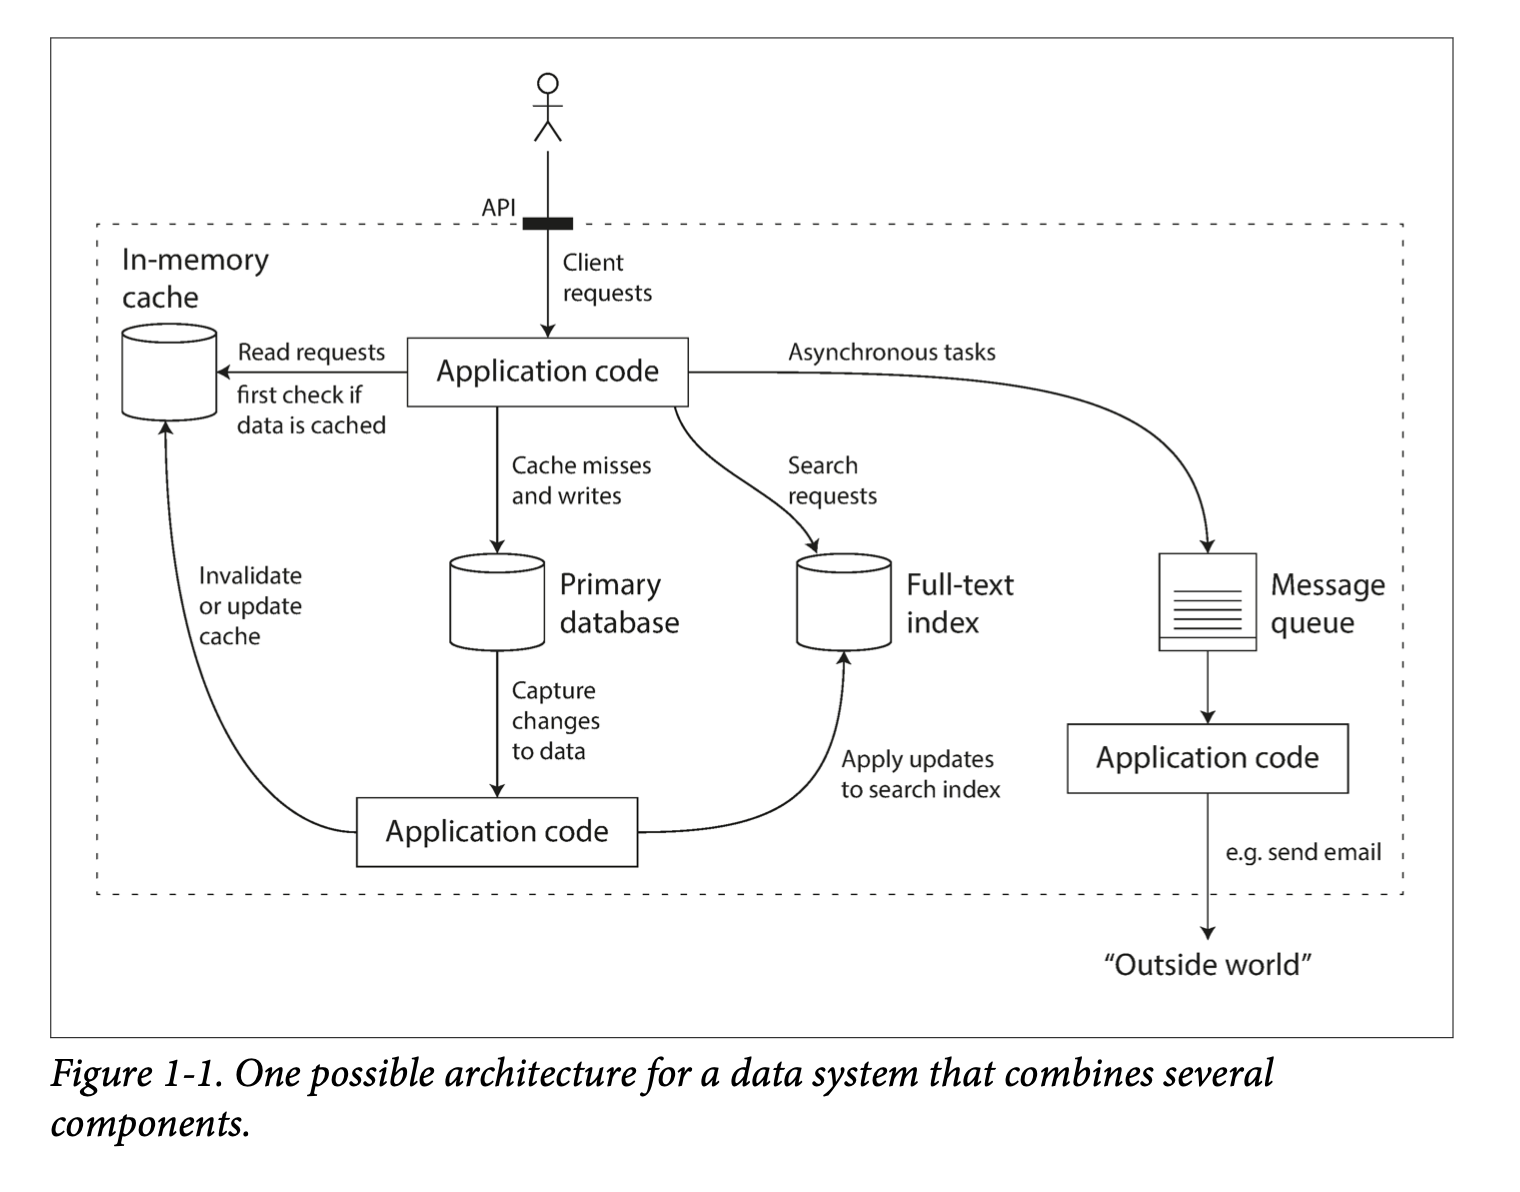 API
Client
requests
In-memory
cache
Read requests
first check if
data is cached
Application code
Asynchronous tasks
Cache misses
and writes
Search
requests
Invalidate
or update
cache
Primary
database
Full-text
index
Message
queue
Capture
changes
to data
Apply updates
to search index
Application code
Application code
e.g. send email
“Outside world”
Figure 1-1. One possible architecture for a data system that combines several
components.